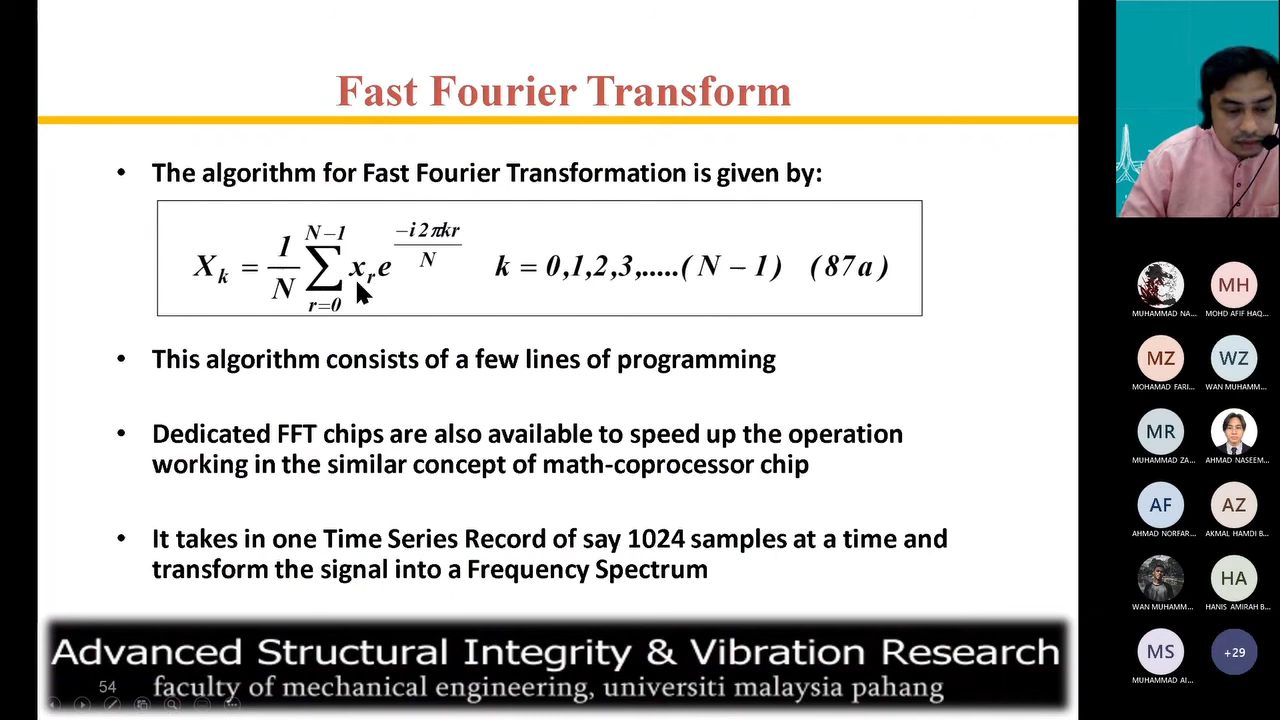 Fast Fourier Transform
• The algorithm for Fast Fourier Transformation is given by:
X_k = \frac{1}{N} \sum_{r=0}^{N-1} x_r e^{\frac{-i2πkr}{N}} k = 0,1,2,3,.....( N – 1) (87a)
• This algorithm consists of a few lines of programming
• Dedicated FFT chips are also available to speed up the operation
working in the similar concept of math-coprocessor chip
• It takes in one Time Series Record of say 1024 samples at a time and
transform the signal into a Frequency Spectrum
Advanced Structural Integrity & Vibration Research
54
faculty of mechanical engineering, universiti malaysia pahang
MUHAMMAD NA...
MH
MOHD AFIF HAQ...
MZ
MOHAMAD FARI...
WZ
WAN MUHAMM...
MR
MUHAMMAD ZA...
AHMAD NASEEM...
AF
AHMAD NORFAR...
AZ
AKMAL HAMDI B...
WAN MUHAMM...
HA
HANIS AMIRAH B...
MS
MUHAMMAD AI...
+29